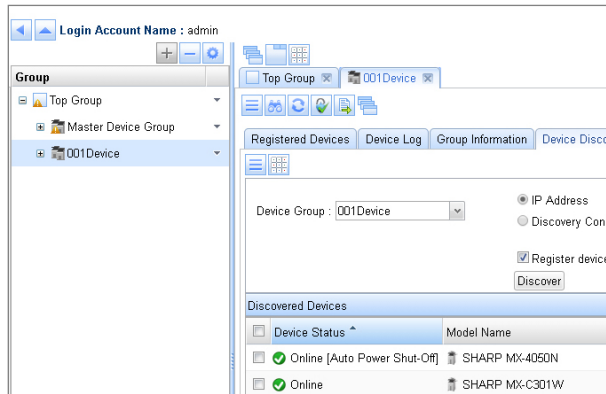 Login Account Name : admin
Group
Top Group
Master Device Group
001Device
Top Group
001Device
Registered Devices
Device Log
Group Information
Device Disco
Device Group :
001Device
IP Address
Discovery Con
Register device
Discover
Discovered Devices
Device Status
Model Name
Online [Auto Power Shut-Off]
SHARP MX-4050N
Online
SHARP MX-C301W